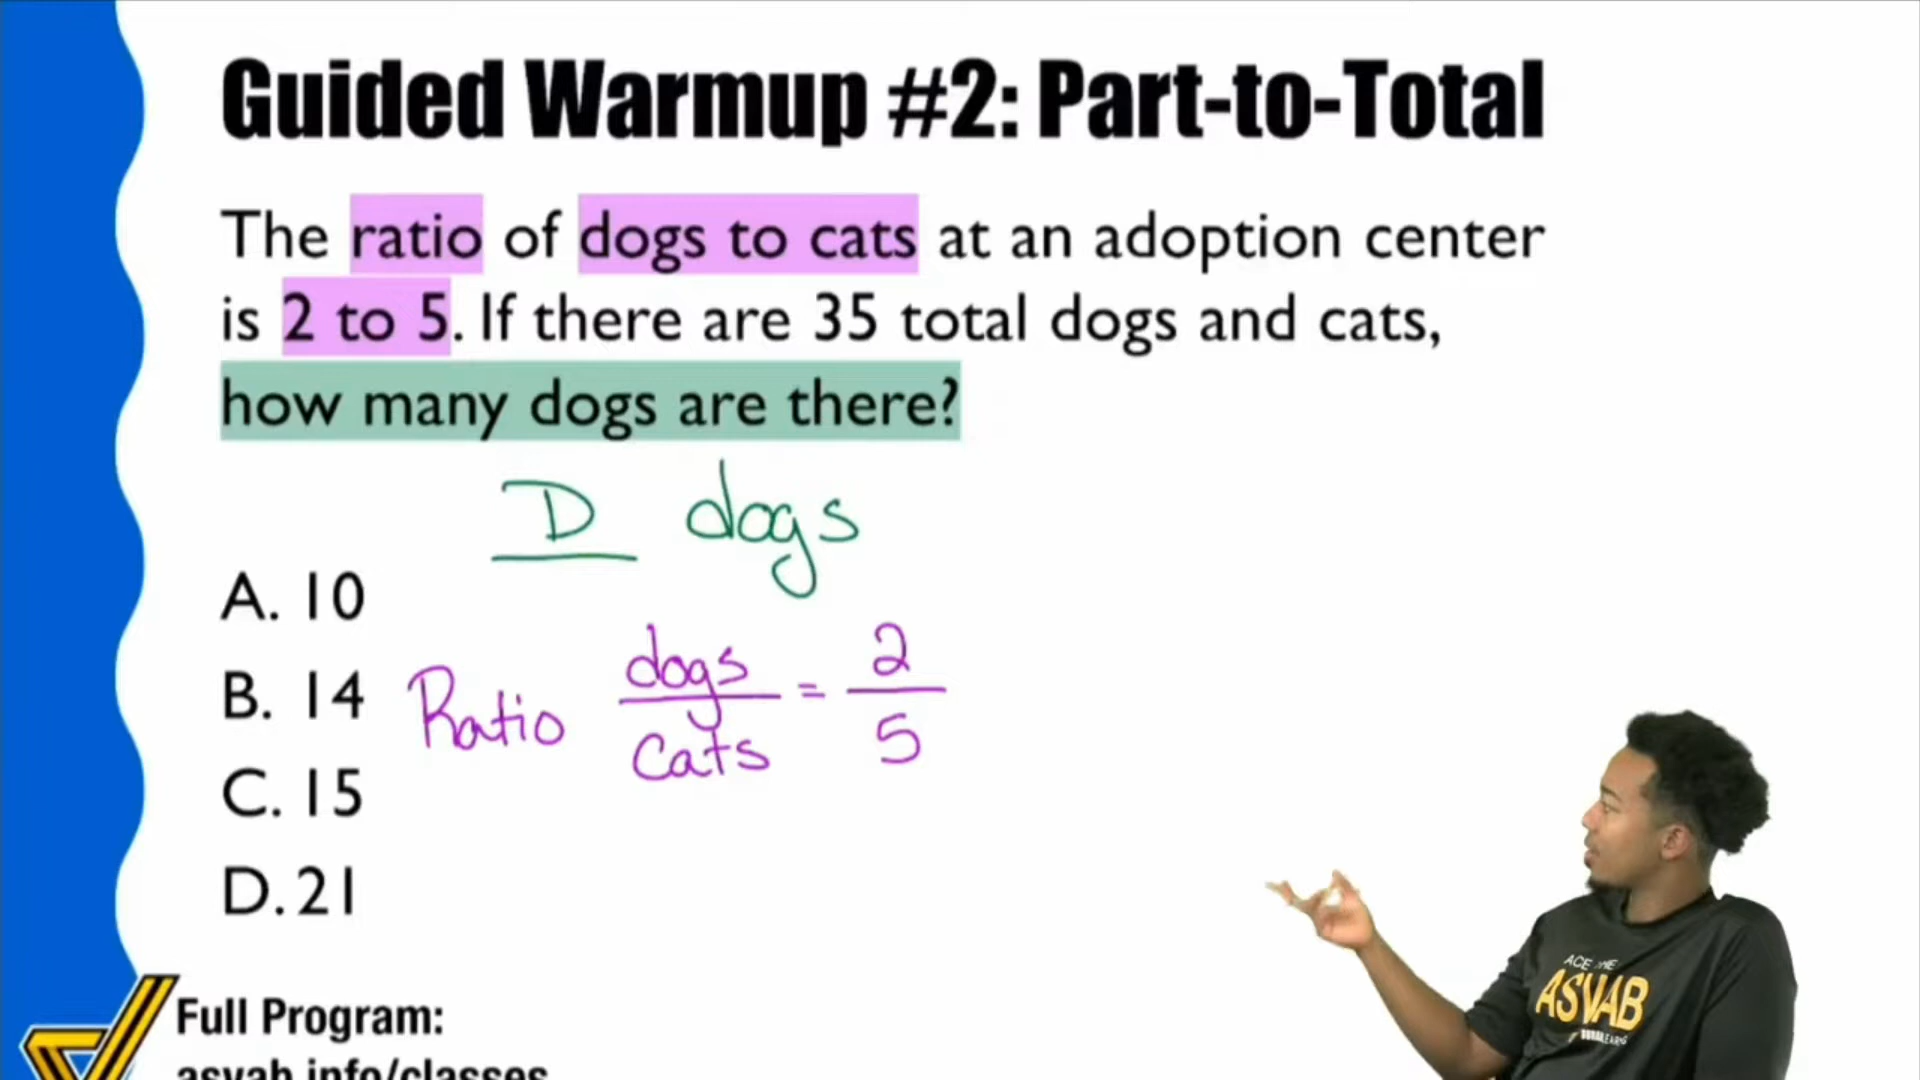 Guided Warmup #2: Part-to-Total
The ratio of dogs to cats at an adoption center
is 2 to 5. If there are 35 total dogs and cats,
how many dogs are there?
D dogs
A. 10
B. 14
C. 15
D. 21
Ratio dogs/cats = 2/5
ACE THE
ASVAB
Full Program:
asvab.info/classes